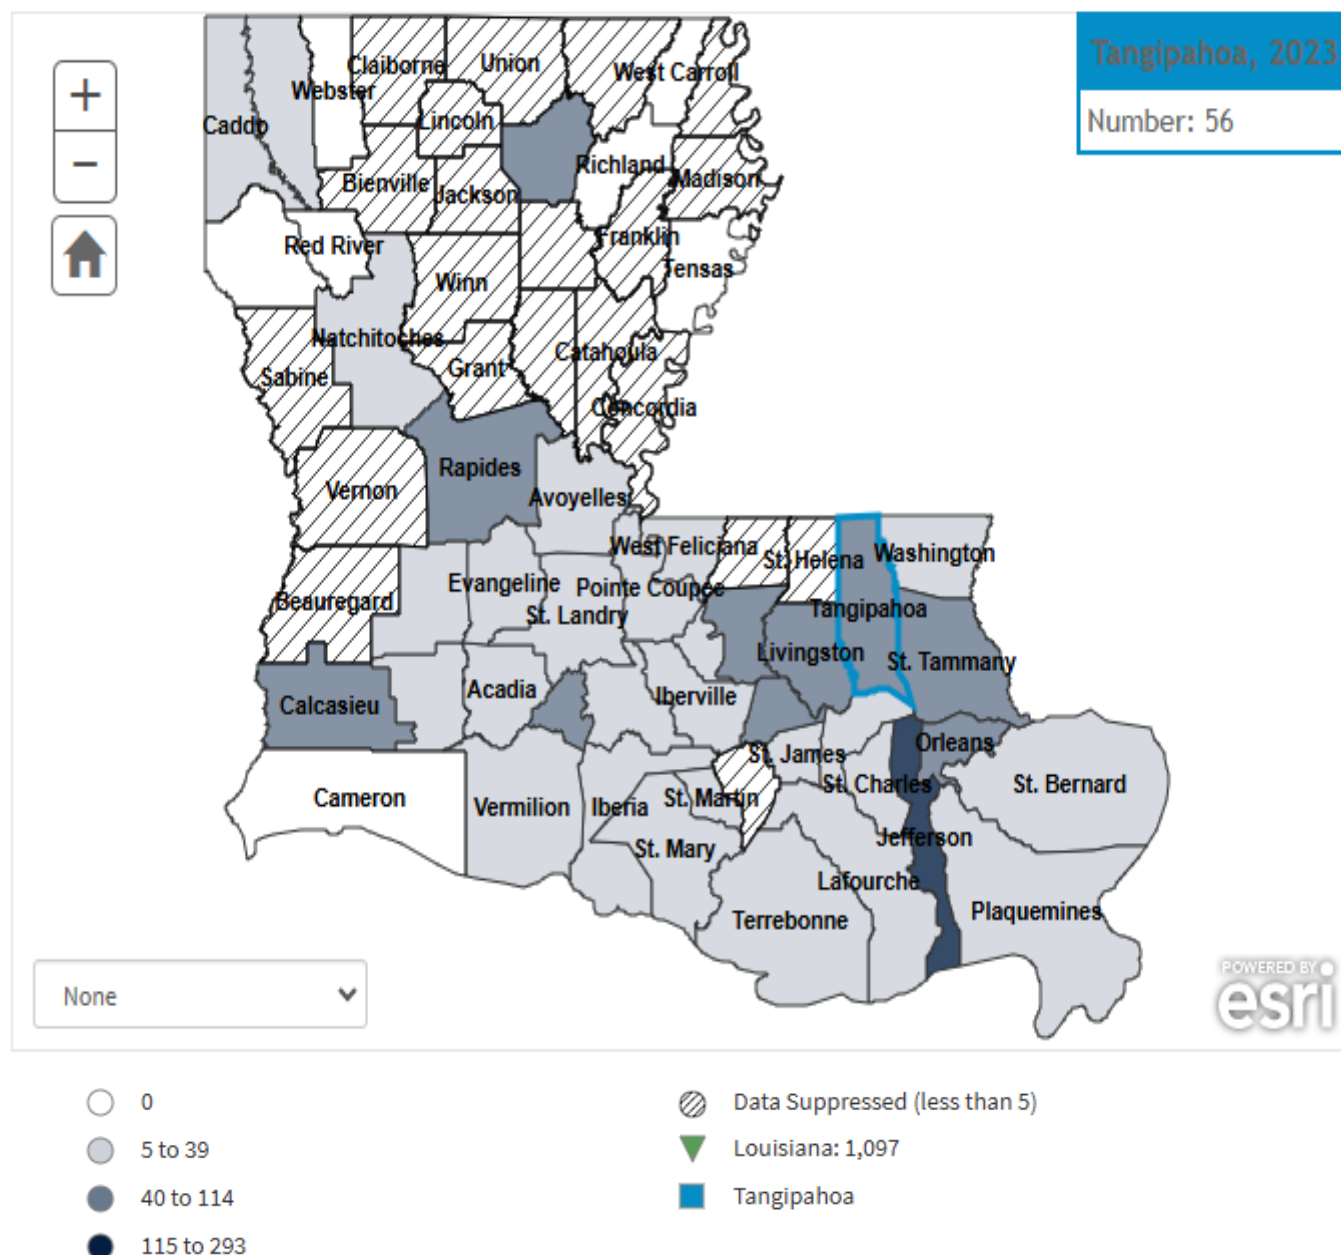 +
−
Tangipahoa, 2023
Number: 56
Claiborne
Union
West Carroll
Webster
Caddo
Lincoln
Richland
Bienville
Jackson
Madison
Red River
Franklin
Tensas
Winn
Natchitoches
Grant
Catahoula
Sabine
Concordia
Rapides
Vernon
Avoyelles
West Feliciana
St. Helena
Washington
Evangeline
Pointe Coupee
Beauregard
St. Landry
Tangipahoa
Livingston
St. Tammany
Calcasieu
Acadia
Iberville
Orleans
St. James
St. Charles
St. Bernard
Cameron
Vermilion
Iberia
St. Martin
Jefferson
St. Mary
Lafourche
Terrebonne
Plaquemines
None
POWERED BY
esri
0
5 to 39
40 to 114
115 to 293
Data Suppressed (less than 5)
Louisiana: 1,097
Tangipahoa